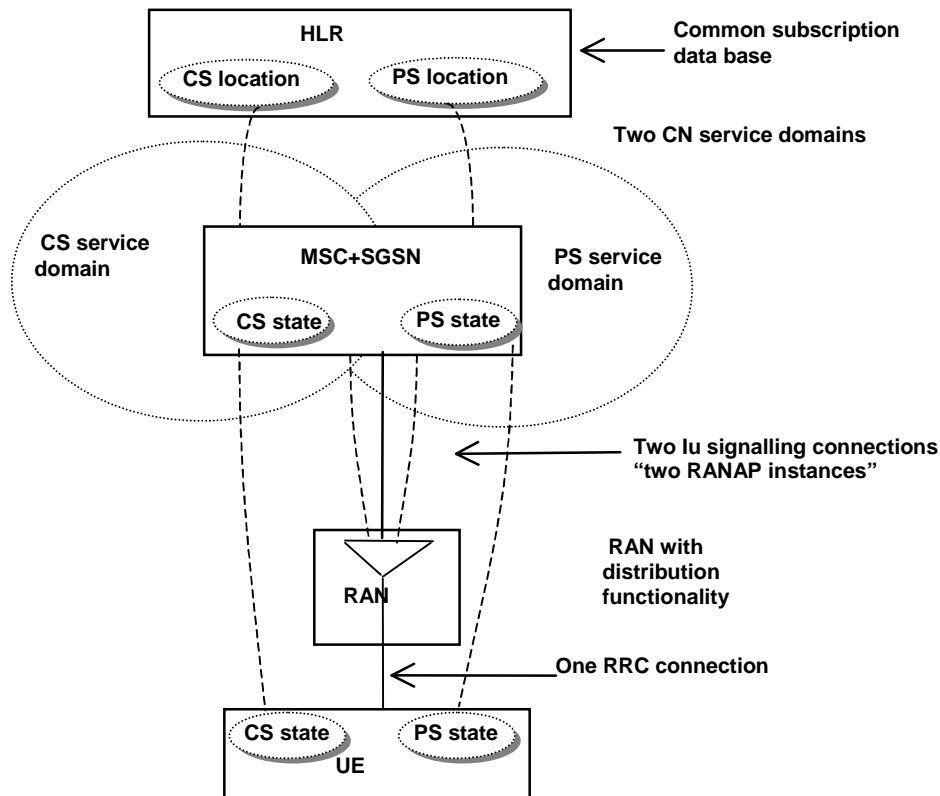 HLR
Common subscription
data base
CS location
PS location
Two CN service domains
CS service
domain
MSC+SGSN
PS service
domain
CS state
PS state
Two Iu signalling connections
“two RANAP instances”
RAN with
distribution
functionality
RAN
One RRC connection
CS state
PS state
UE